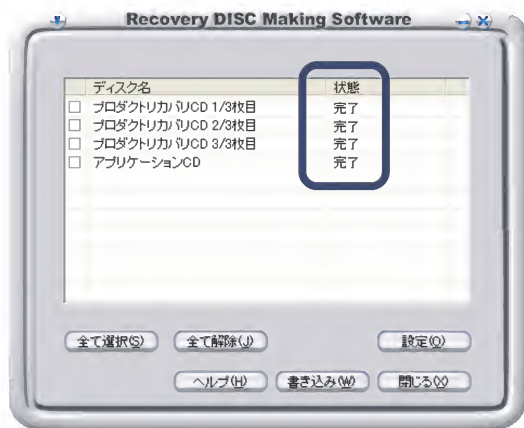 Recovery DISC Making Software
ディスク名 状態
プロダクトリカバリCD 1/3枚目 完了
プロダクトリカバリCD 2/3枚目 完了
プロダクトリカバリCD 3/3枚目 完了
アプリケーションCD 完了
全て選択(S) 全て解除(J) 設定(O)
ヘルプ(H) 書き込み(W) 閉じる(X)